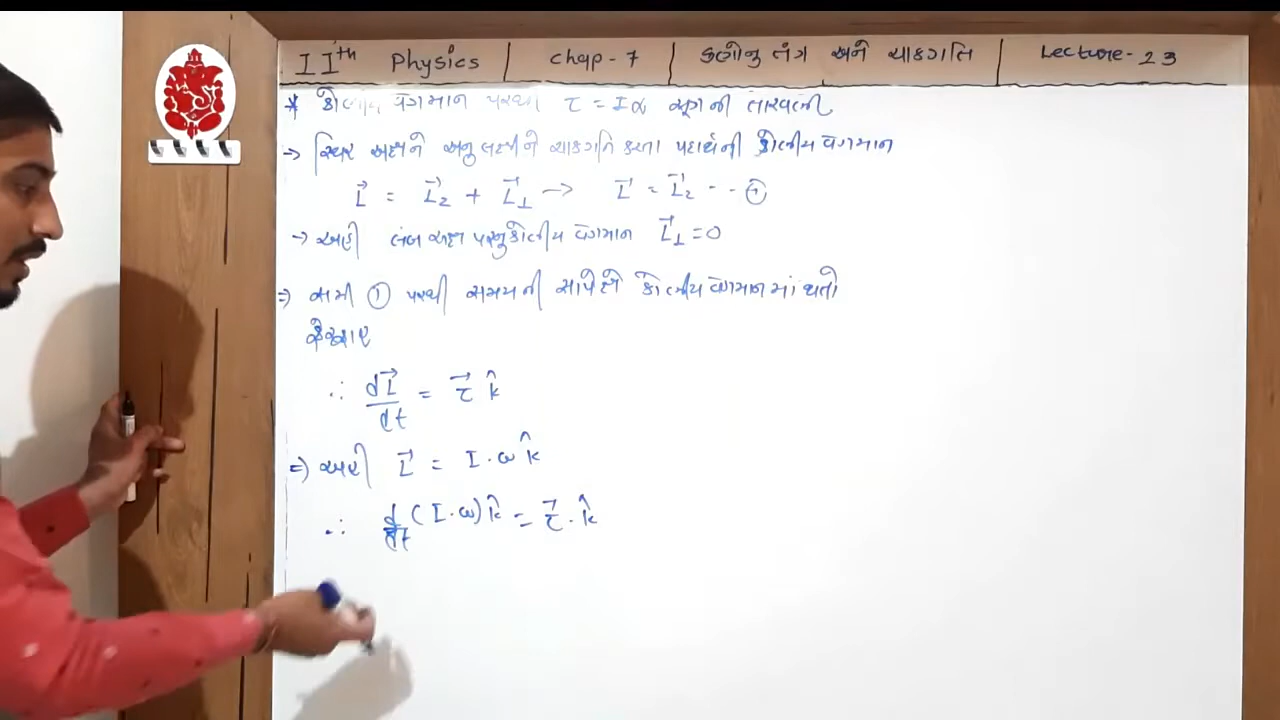 IIth Physics | Chap-7 | કણોનુ તંત્ર અને ચાકગતિ | Lecture-23
* કોણીય વેગમાન પરથી τ = Iα સૂત્રની તારવણી
→ સ્થિર અક્ષને અનુલક્ષીને ચાકગતિ કરતા પદાર્થની કોણીય વેગમાન
L⃗ = L⃗z + L⃗⊥ → L⃗ = L⃗z -- ①
→ અહી લંબ અક્ષ પરનુ કોણીય વેગમાન L⃗⊥ = 0
⇒ સમી ① પરથી સમયની સાપેક્ષે કોણીય વેગમાનમાં થતો
ફેરફાર
∴ dL⃗/dt = τ⃗ k̂
⇒ અહી L⃗ = I·ω k̂
∴ d/dt (I·ω) k̂ = τ⃗·k̂